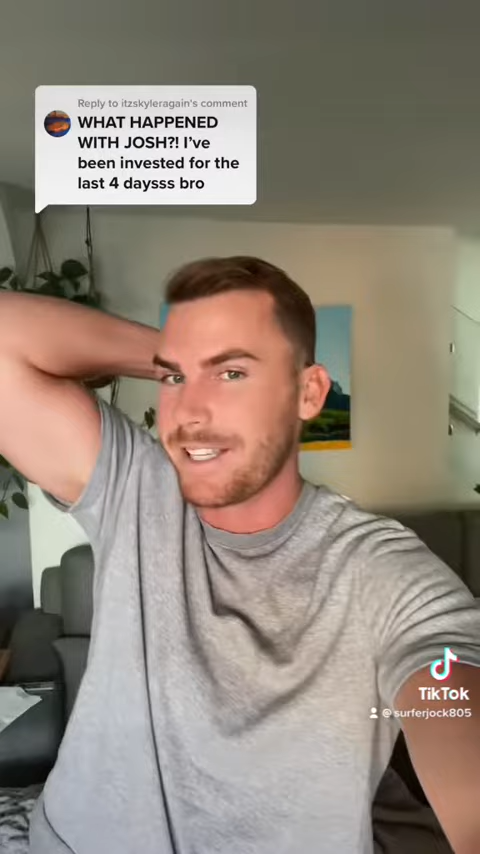 Reply to itzskyleragain's comment
WHAT HAPPENED
WITH JOSH?! I've
been invested for the
last 4 daysss bro
TikTok
@surferjock805